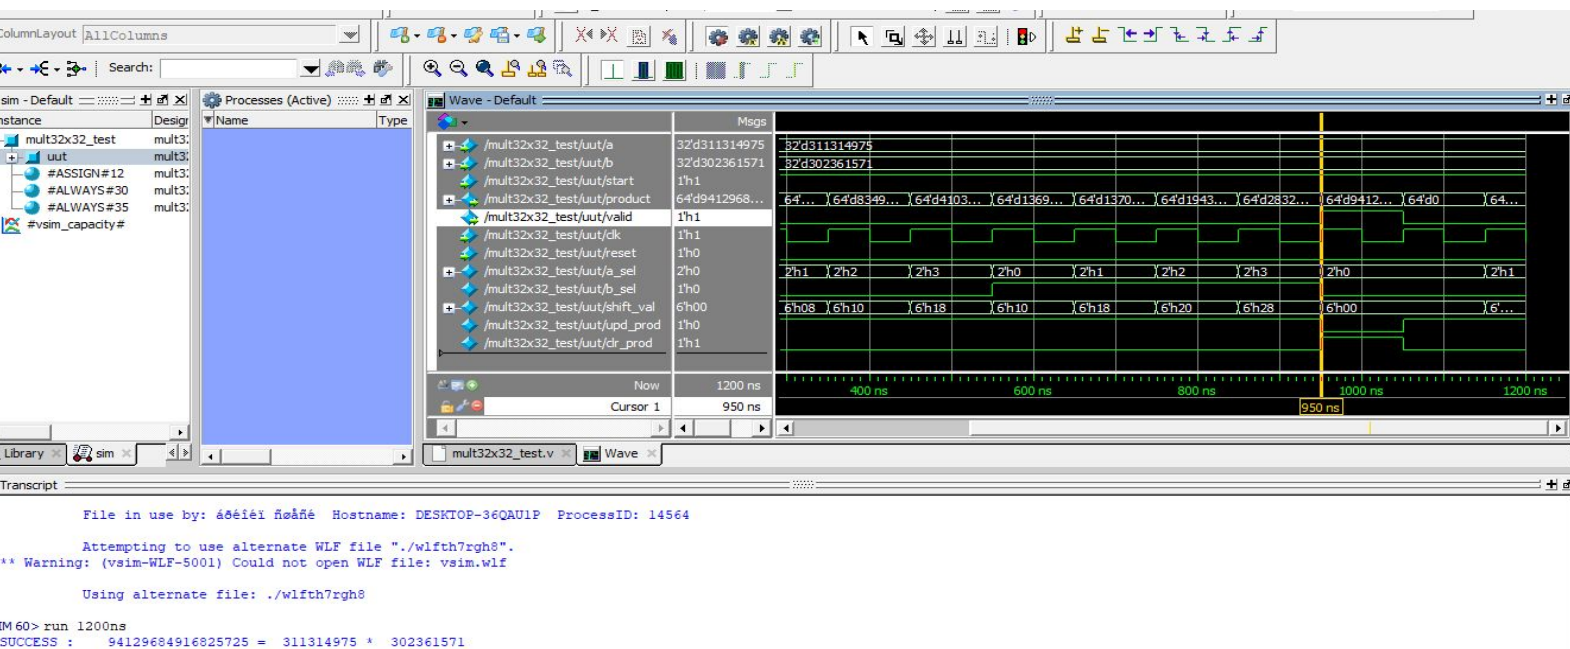 ColumnLayout AllColumns
Search:
sim - Default
Processes (Active)
Wave - Default
nstance Design
Name Type
Msgs
mult32x32_test mult32
uut mult32
#ASSIGN#12 mult32
#ALWAYS#30 mult32
#ALWAYS#35 mult32
#vsim_capacity#
/mult32x32_test/uut/a 32'd311314975 32'd311314975
/mult32x32_test/uut/b 32'd302361571 32'd302361571
/mult32x32_test/uut/start 1'h1
/mult32x32_test/uut/product 64'd9412968... 64'... 64'd8349... 64'd4103... 64'd1369... 64'd1370... 64'd1943... 64'd2832... 64'd9412... 64'd0 64...
/mult32x32_test/uut/valid 1'h1
/mult32x32_test/uut/clk 1'h1
/mult32x32_test/uut/reset 1'h0
/mult32x32_test/uut/a_sel 2'h0 2'h1 2'h2 2'h3 2'h0 2'h1 2'h2 2'h3 2'h0 2'h1
/mult32x32_test/uut/b_sel 1'h0
/mult32x32_test/uut/shift_val 6'h00 6'h08 6'h10 6'h18 6'h10 6'h18 6'h20 6'h28 6'h00 6'...
/mult32x32_test/uut/upd_prod 1'h0
/mult32x32_test/uut/clr_prod 1'h1
Now 1200 ns 400 ns 600 ns 800 ns 1000 ns 1200 ns
Cursor 1 950 ns 950 ns
Library sim mult32x32_test.v Wave
Transcript
File in use by: áðéîéï ñøåñé Hostname: DESKTOP-36QAU1P ProcessID: 14564
Attempting to use alternate WLF file "./wlfth7rgh8".
** Warning: (vsim-WLF-5001) Could not open WLF file: vsim.wlf
Using alternate file: ./wlfth7rgh8
IM 60> run 1200ns
SUCCESS : 94129684916825725 = 311314975 * 302361571